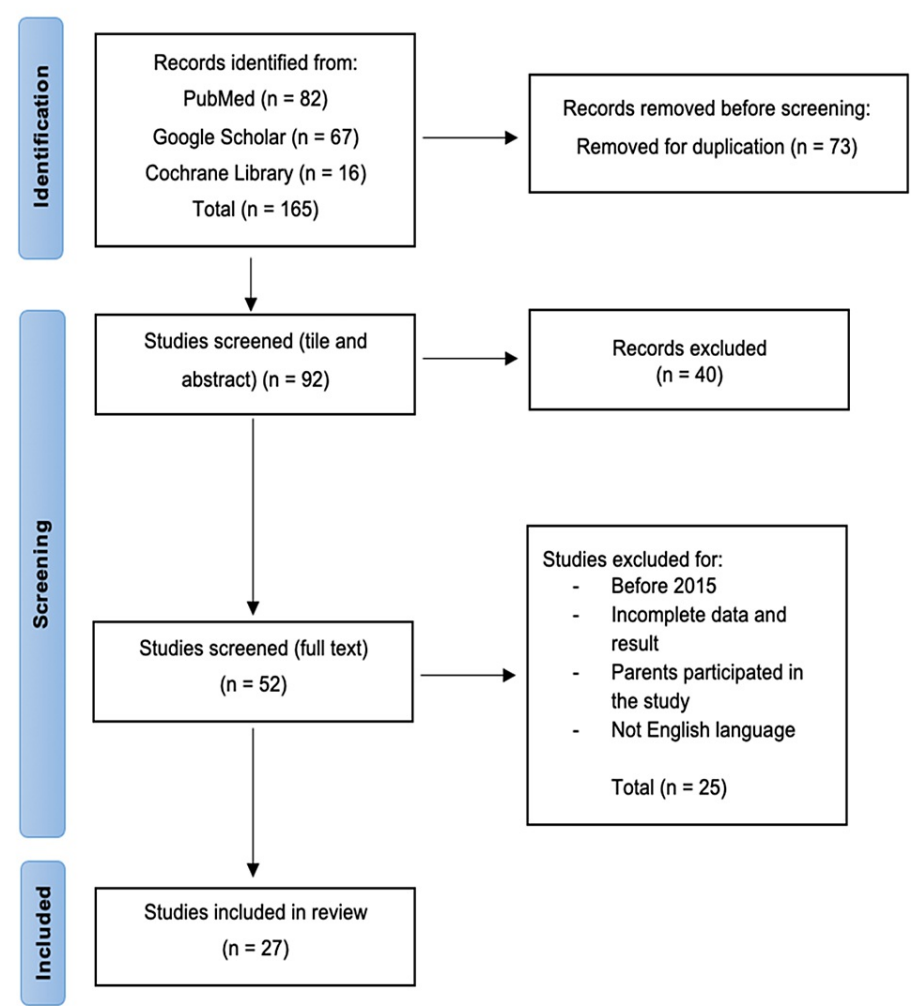 Identification
Records identified from:
PubMed (n = 82)
Google Scholar (n = 67)
Cochrane Library (n = 16)
Total (n = 165)
Records removed before screening:
Removed for duplication (n = 73)
Screening
Studies screened (tile and
abstract) (n = 92)
Records excluded
(n = 40)
Studies screened (full text)
(n = 52)
Studies excluded for:
- Before 2015
- Incomplete data and
result
- Parents participated in
the study
- Not English language
Total (n = 25)
Included
Studies included in review
(n = 27)